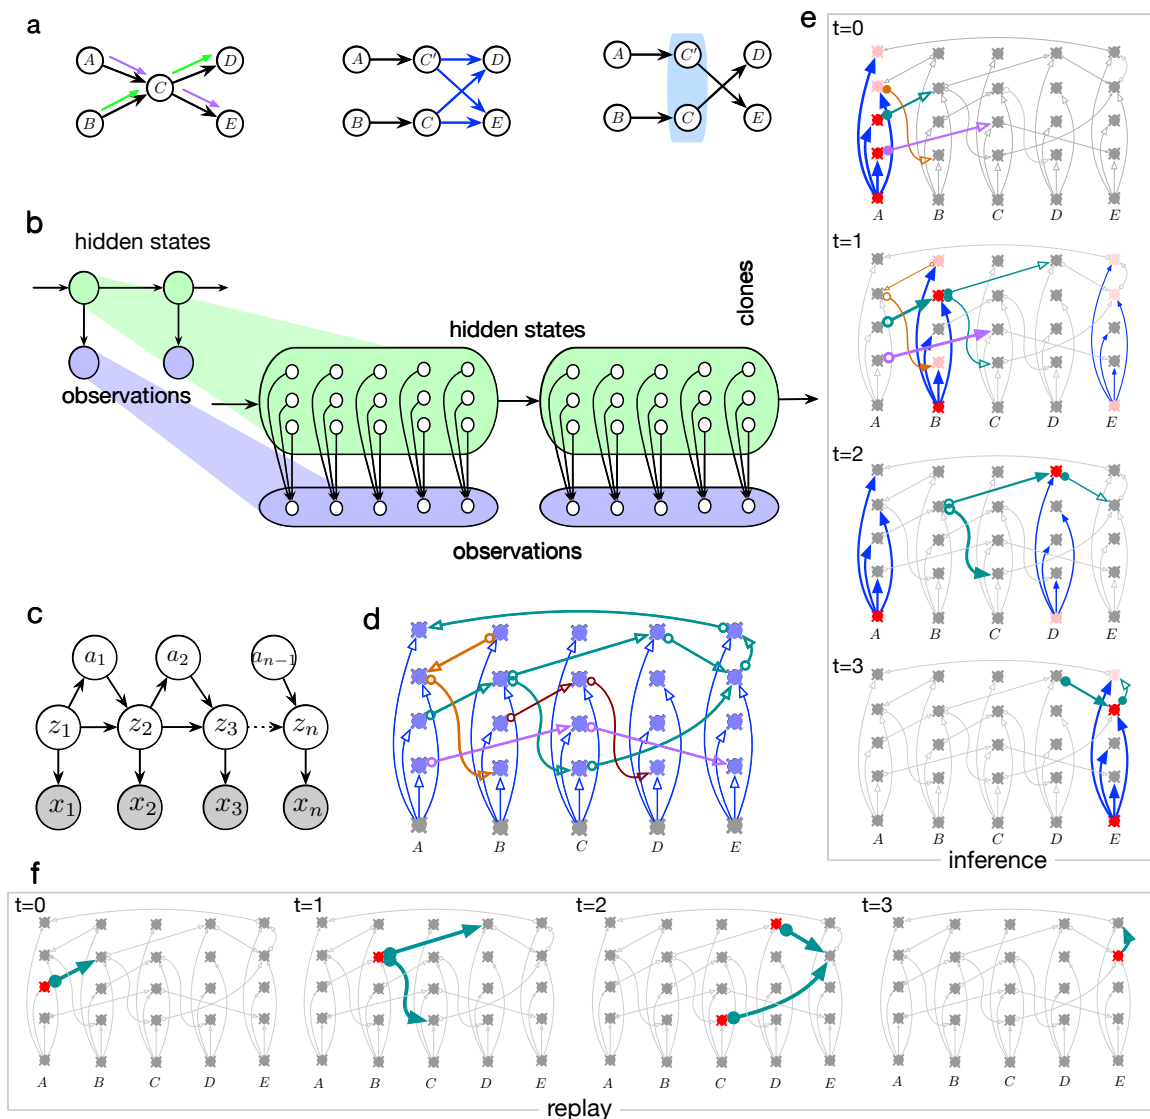 a
A
B
C
D
E
A
C′
D
B
C
E
A
C′
D
B
C
E
b
hidden states
observations
hidden states
clones
observations
c
a₁
a₂
aₙ₋₁
z₁
z₂
z₃
zₙ
x₁
x₂
x₃
xₙ
d
A B C D E
e
t=0
A B C D E
t=1
A B C D E
t=2
A B C D E
t=3
A B C D E
inference
f
t=0
t=1
t=2
t=3
A B C D E
A B C D E
A B C D E
A B C D E
replay